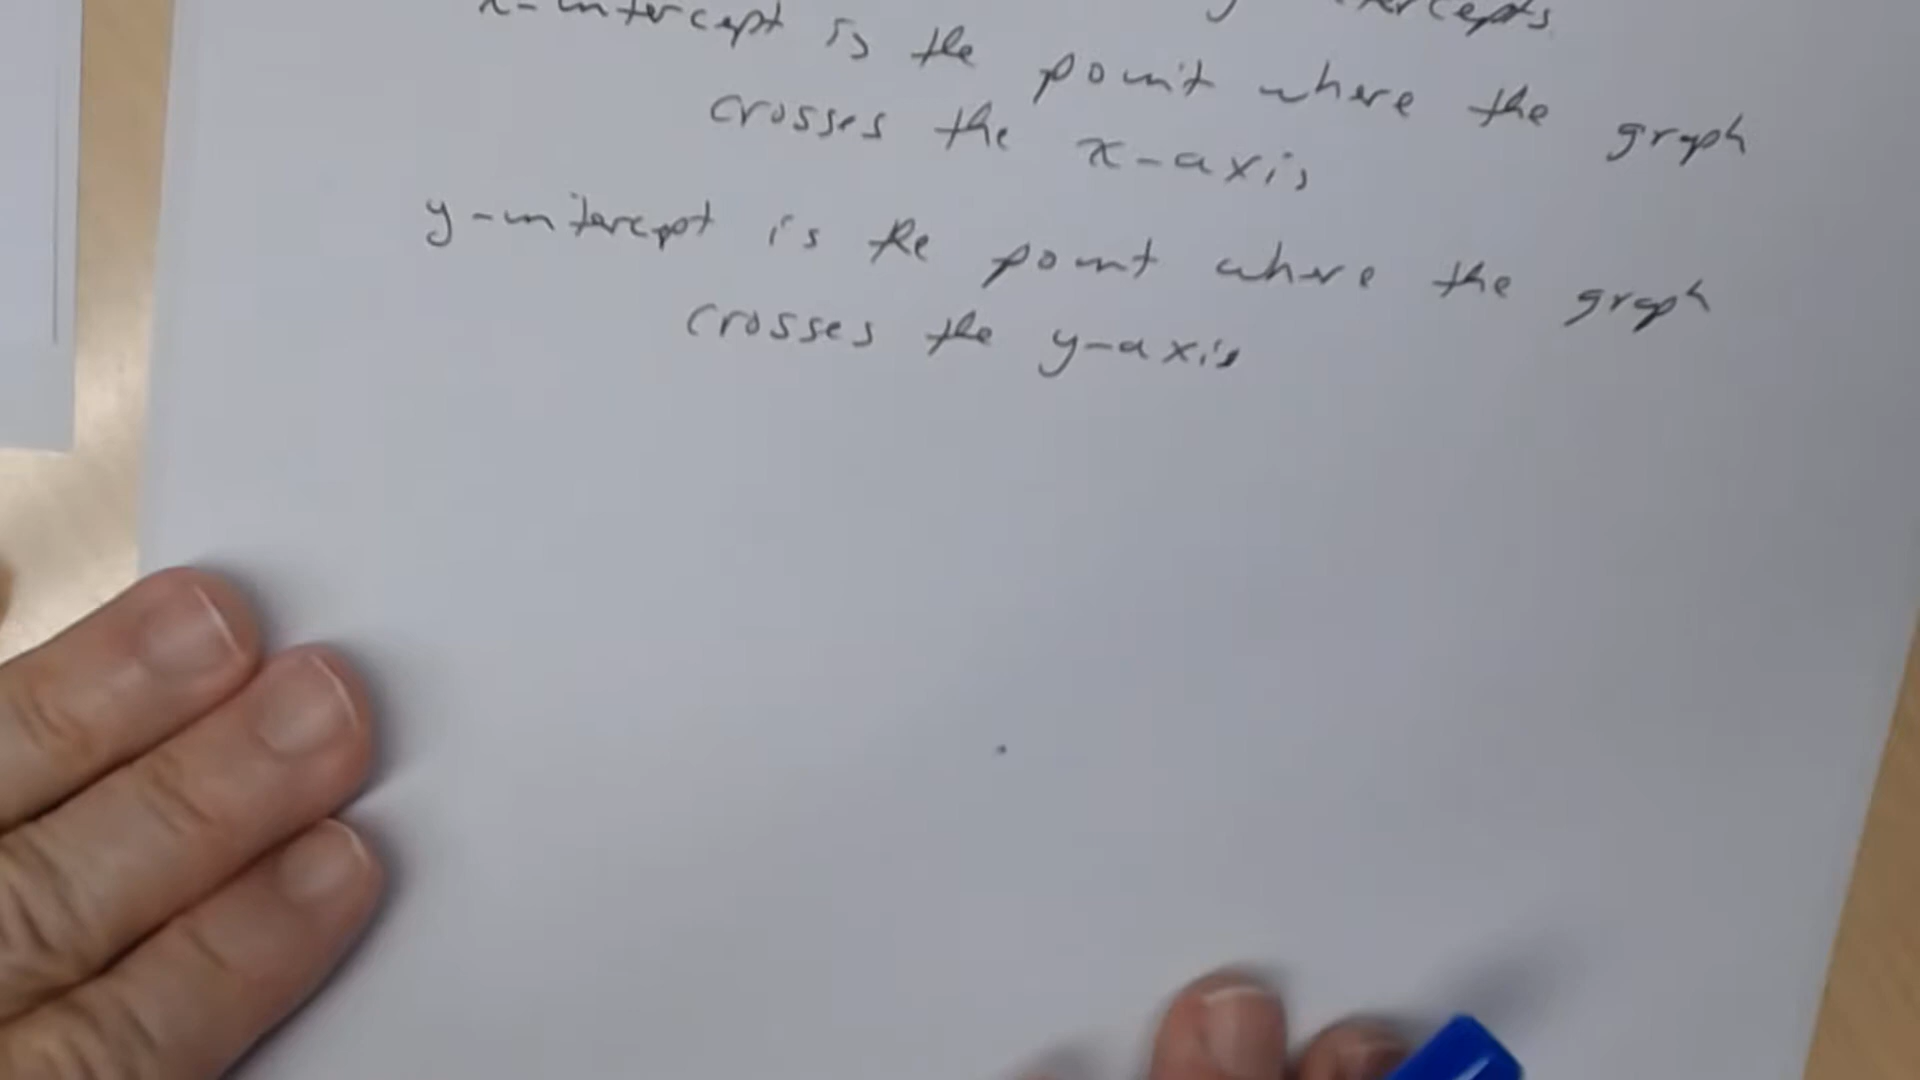 x-intercept is the point where the graph
crosses the x-axis
y-intercept is the point where the graph
crosses the y-axis